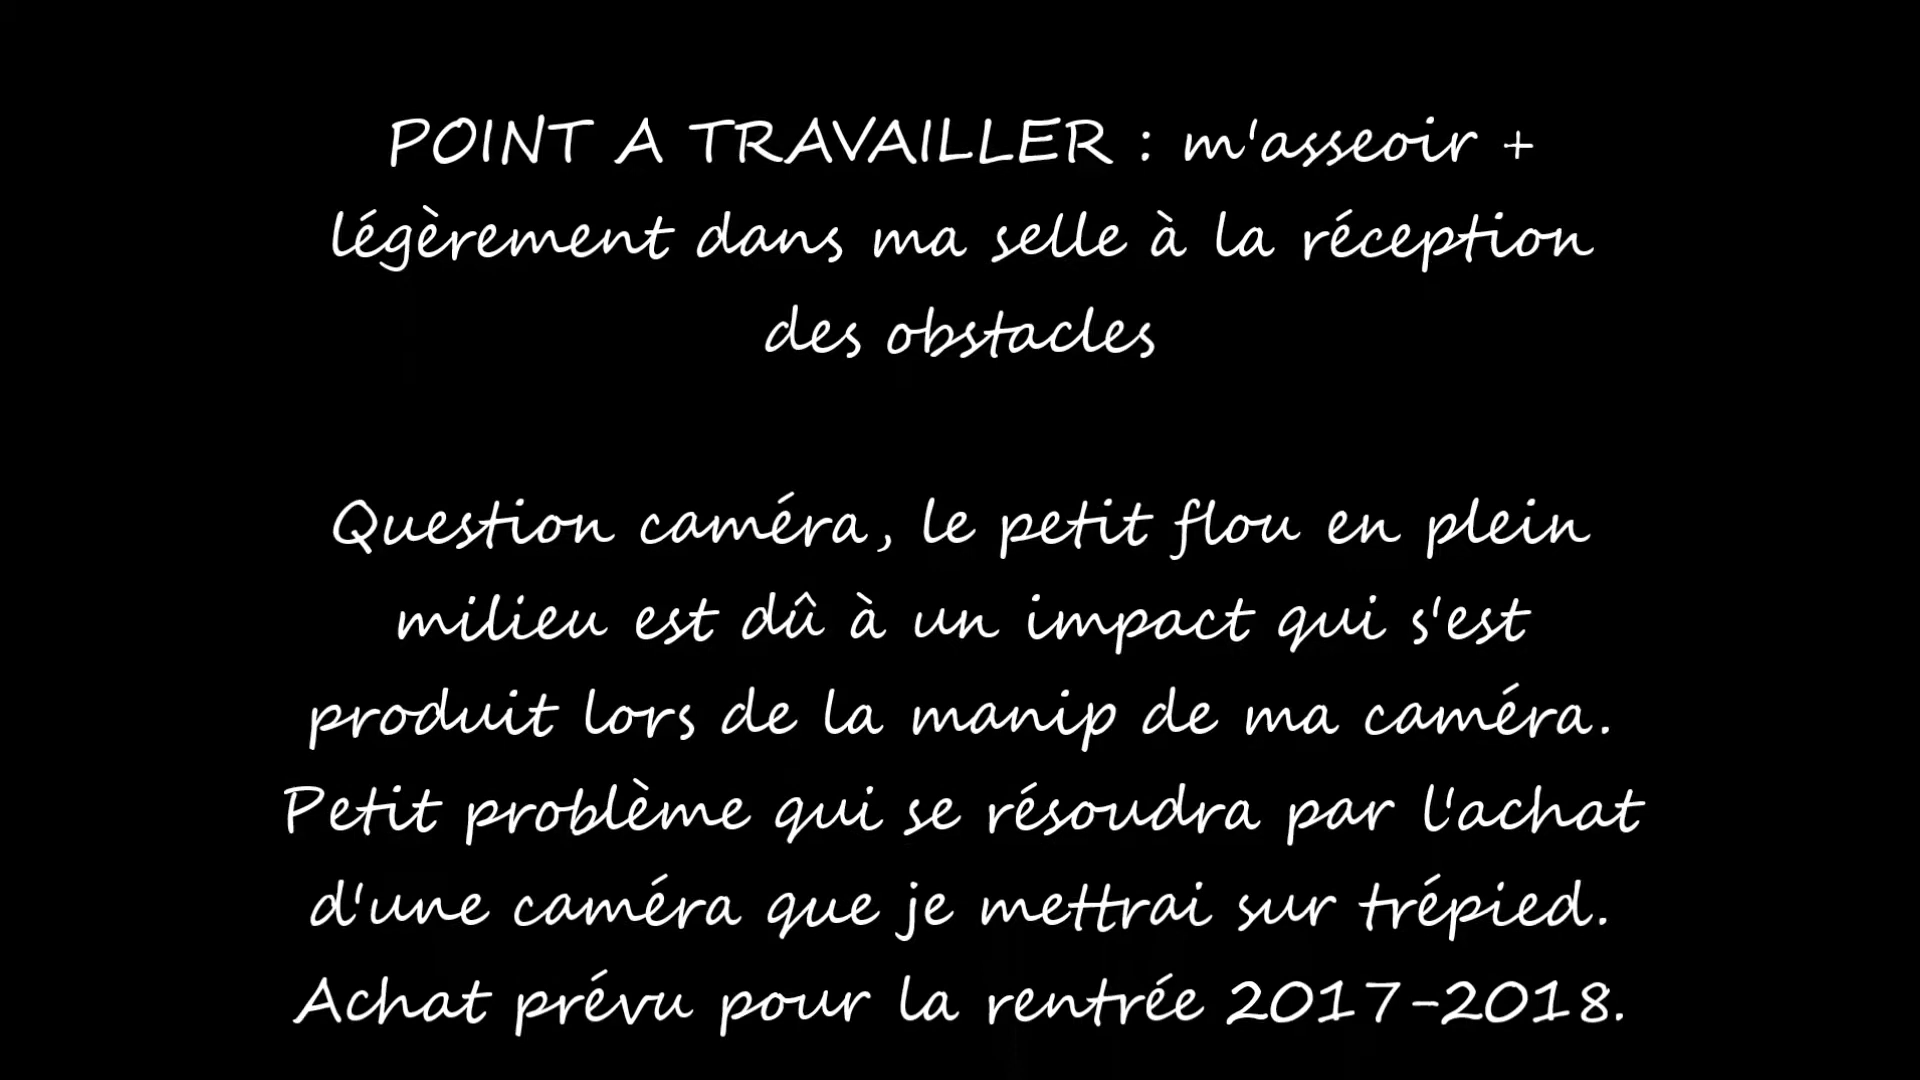 POINT A TRAVAILLER : m'asseoir +
légèrement dans ma selle à la réception
des obstacles
Question caméra, le petit flou en plein
milieu est dû à un impact qui s'est
produit lors de la manip de ma caméra.
Petit problème qui se résoudra par l'achat
d'une caméra que je mettrai sur trépied.
Achat prévu pour la rentrée 2017-2018.